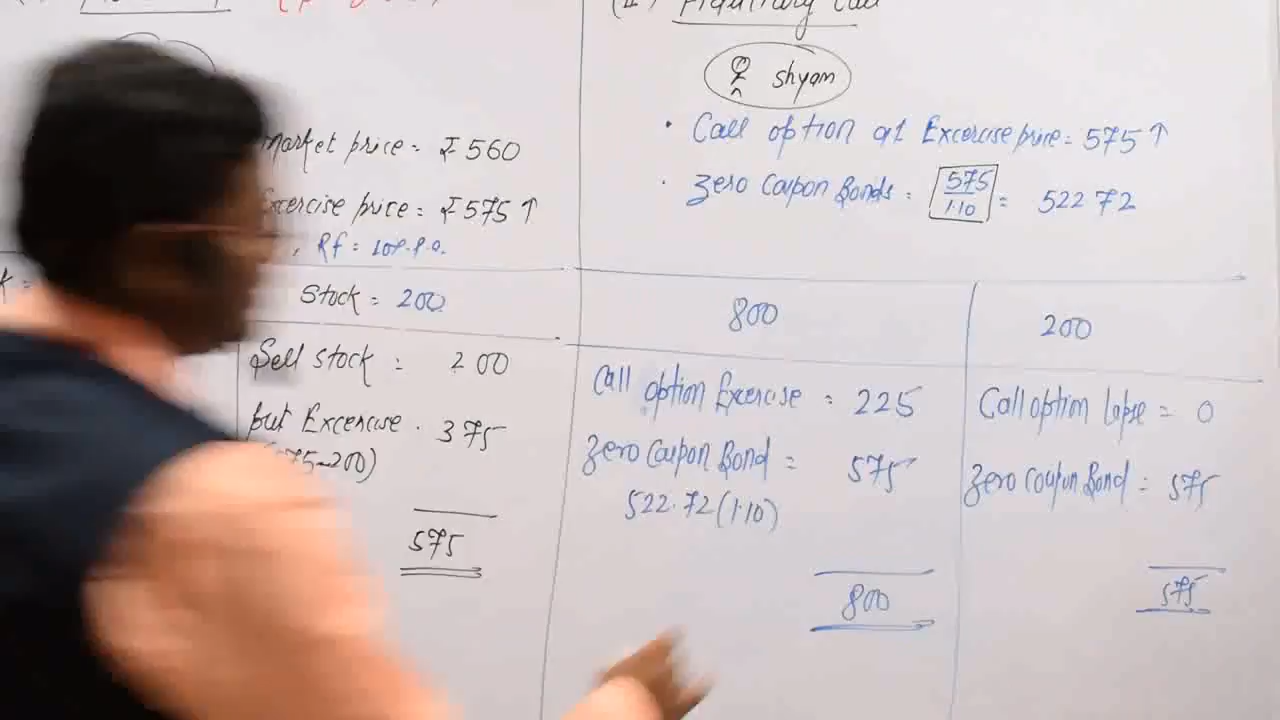 (II) Fiduciary Call
shyam
market price = ₹ 560
Excercise price = ₹ 575 ↑
Rf = 10% p.a.
• Call option at Excercise price = 575 ↑
• Zero Coupon Bonds = 575/1.10 = 522 72
Stock = 200
Sell stock = 200
put Excercise = 375
(575-200)
575
800
Call option Exercise = 225
Zero Coupon Bond = 575
522.72 (1.10)
800
200
Call option lapse = 0
Zero Coupon Bond = 575
575